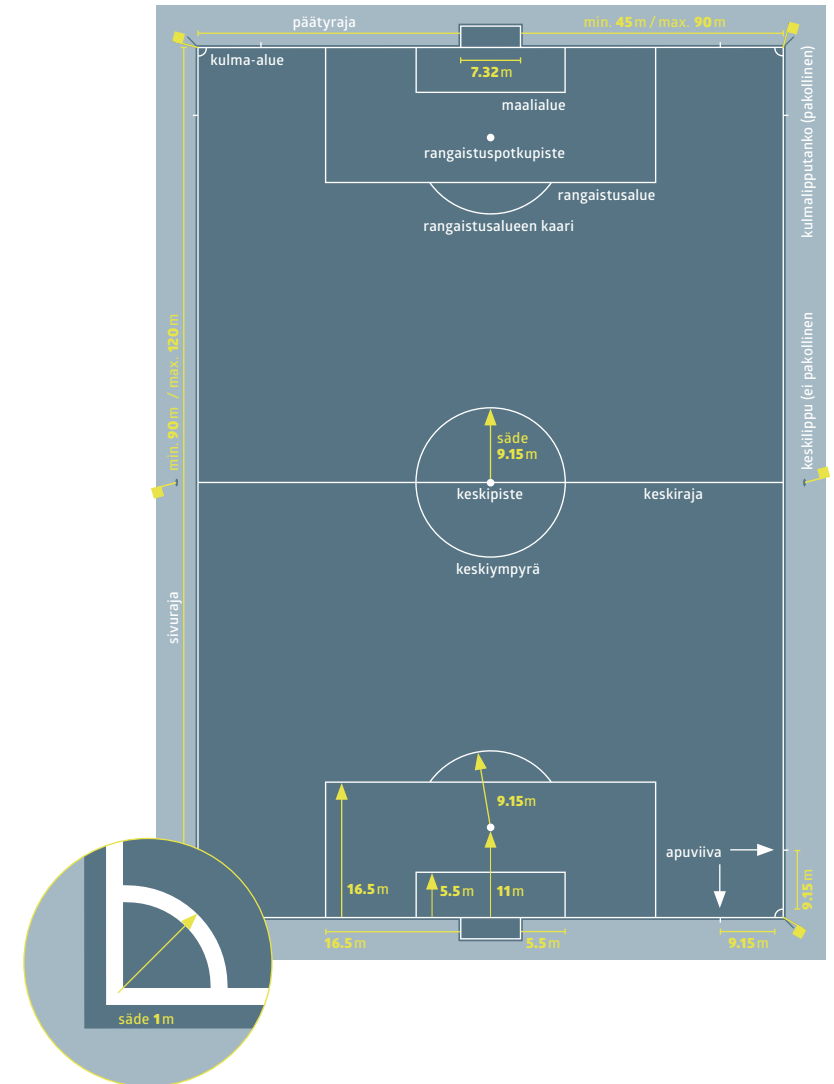 päätyraja
min. 45 m / max. 90 m
kulma-alue
7.32 m
maalialue
rangaistuspotkupiste
rangaistusalue
rangaistusalueen kaari
kulmalipputanko (pakollinen)
min. 90 m / max. 120 m
keskilippu (ei pakollinen
säde
9.15 m
keskipiste
keskiraja
keskiympyrä
sivuraja
9.15 m
apuviiva
16.5 m
5.5 m
11 m
9.15 m
16.5 m
5.5 m
9.15 m
säde 1 m